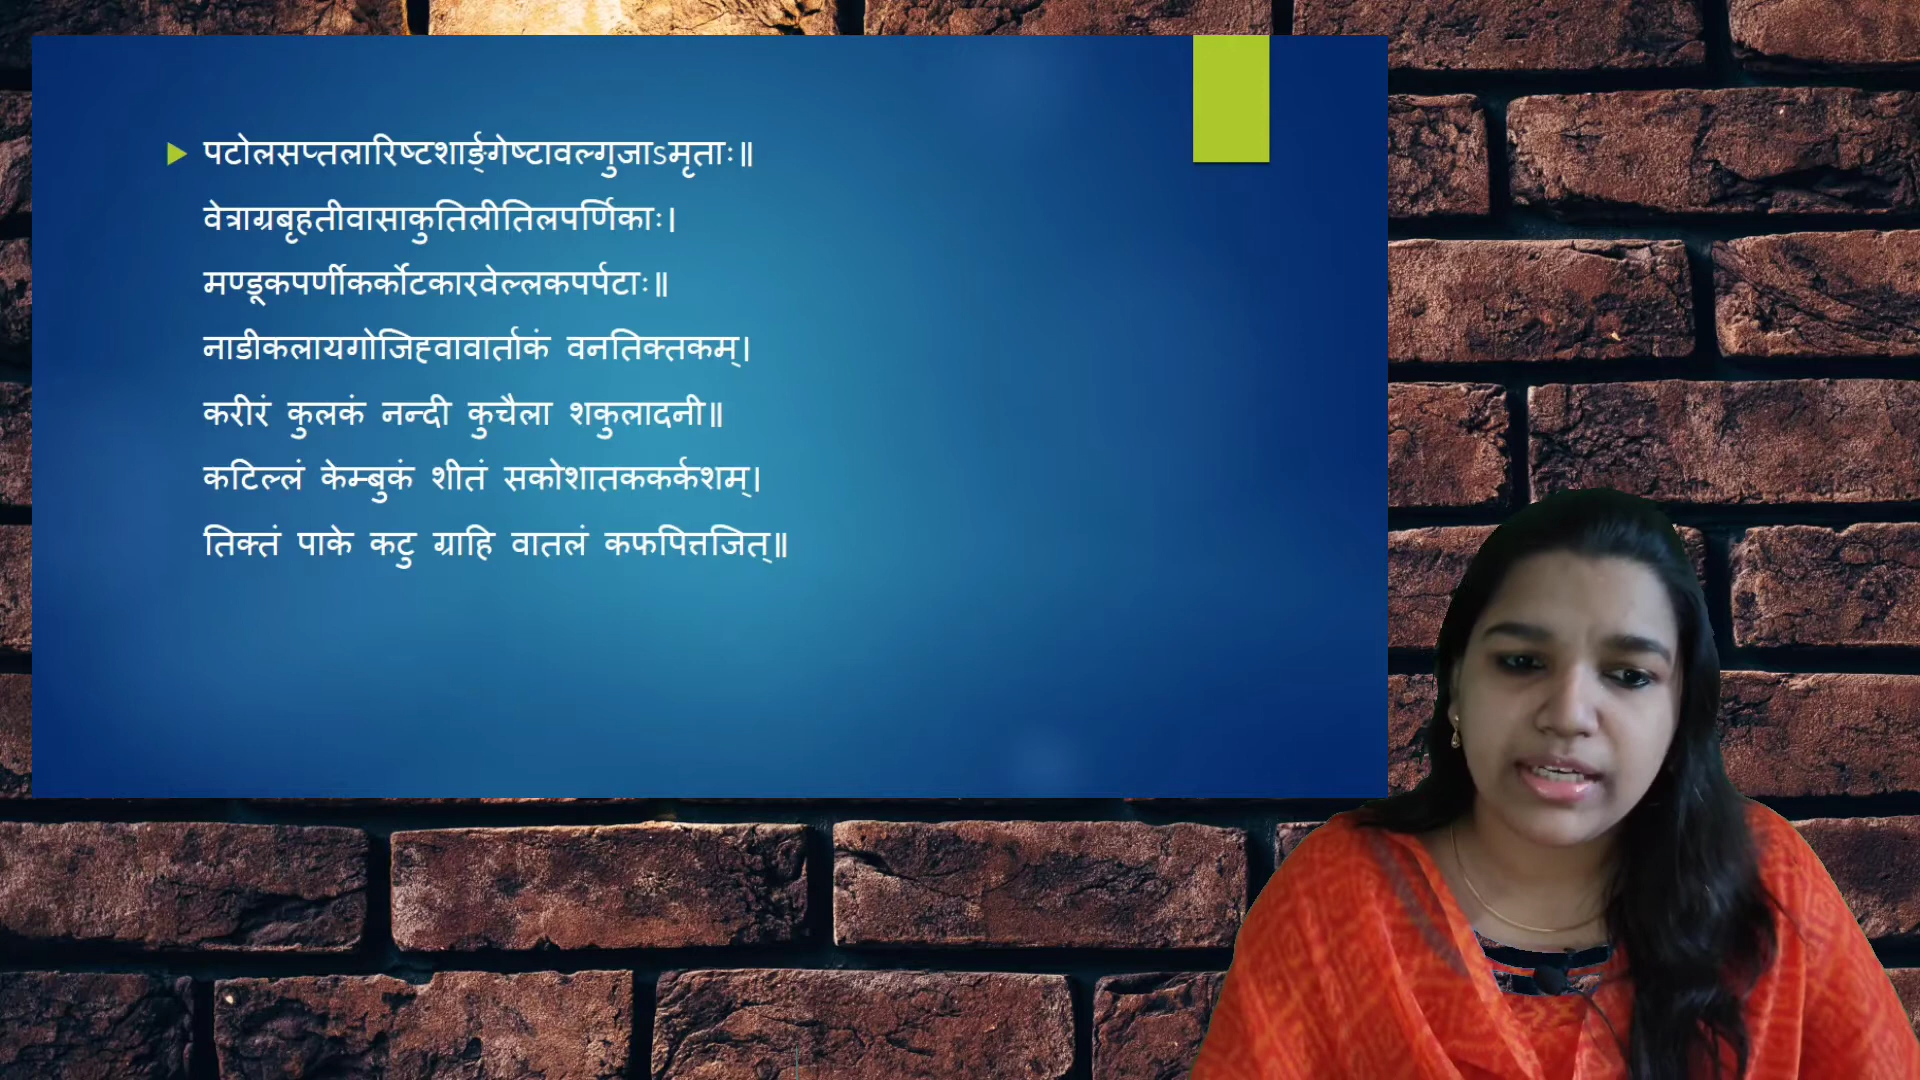 पटोलसप्तलारिष्टशार्ङ्गेष्टावल्गुजाऽमृताः॥
वेत्राग्रबृहतीवासाकुतिलीतिलपर्णिकाः।
मण्डूकपर्णीकर्कोटकारवेल्लकपर्पटाः॥
नाडीकलायगोजिह्वावार्ताकं वनतिक्तकम्।
करीरं कुलकं नन्दी कुचैला शकुलादनी॥
कटिल्लं केम्बुकं शीतं सकोशातककर्कशम्।
तिक्तं पाके कटु ग्राहि वातलं कफपित्तजित्॥